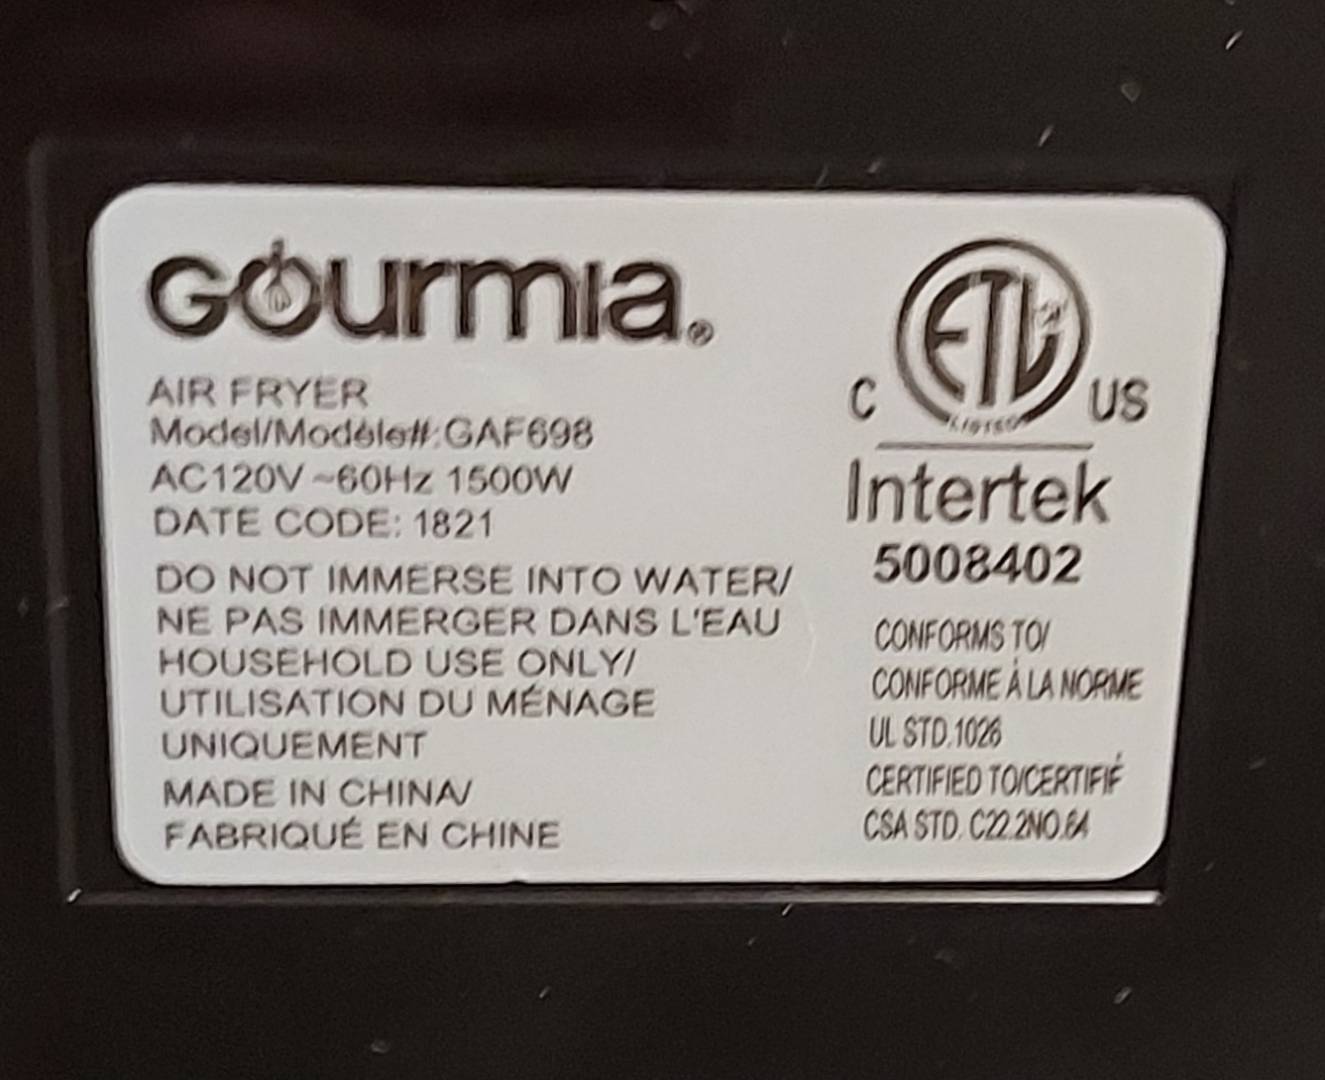 Gourmia®
AIR FRYER
Model/Modèle#:GAF698
AC120V ~60Hz 1500W
DATE CODE: 1821
DO NOT IMMERSE INTO WATER/
NE PAS IMMERGER DANS L'EAU
HOUSEHOLD USE ONLY/
UTILISATION DU MÉNAGE
UNIQUEMENT
MADE IN CHINA/
FABRIQUÉ EN CHINE
ETL
LISTED
C US
Intertek
5008402
CONFORMS TO/
CONFORME À LA NORME
UL STD.1026
CERTIFIED TO/CERTIFIÉ
CSA STD. C22.2NO.64